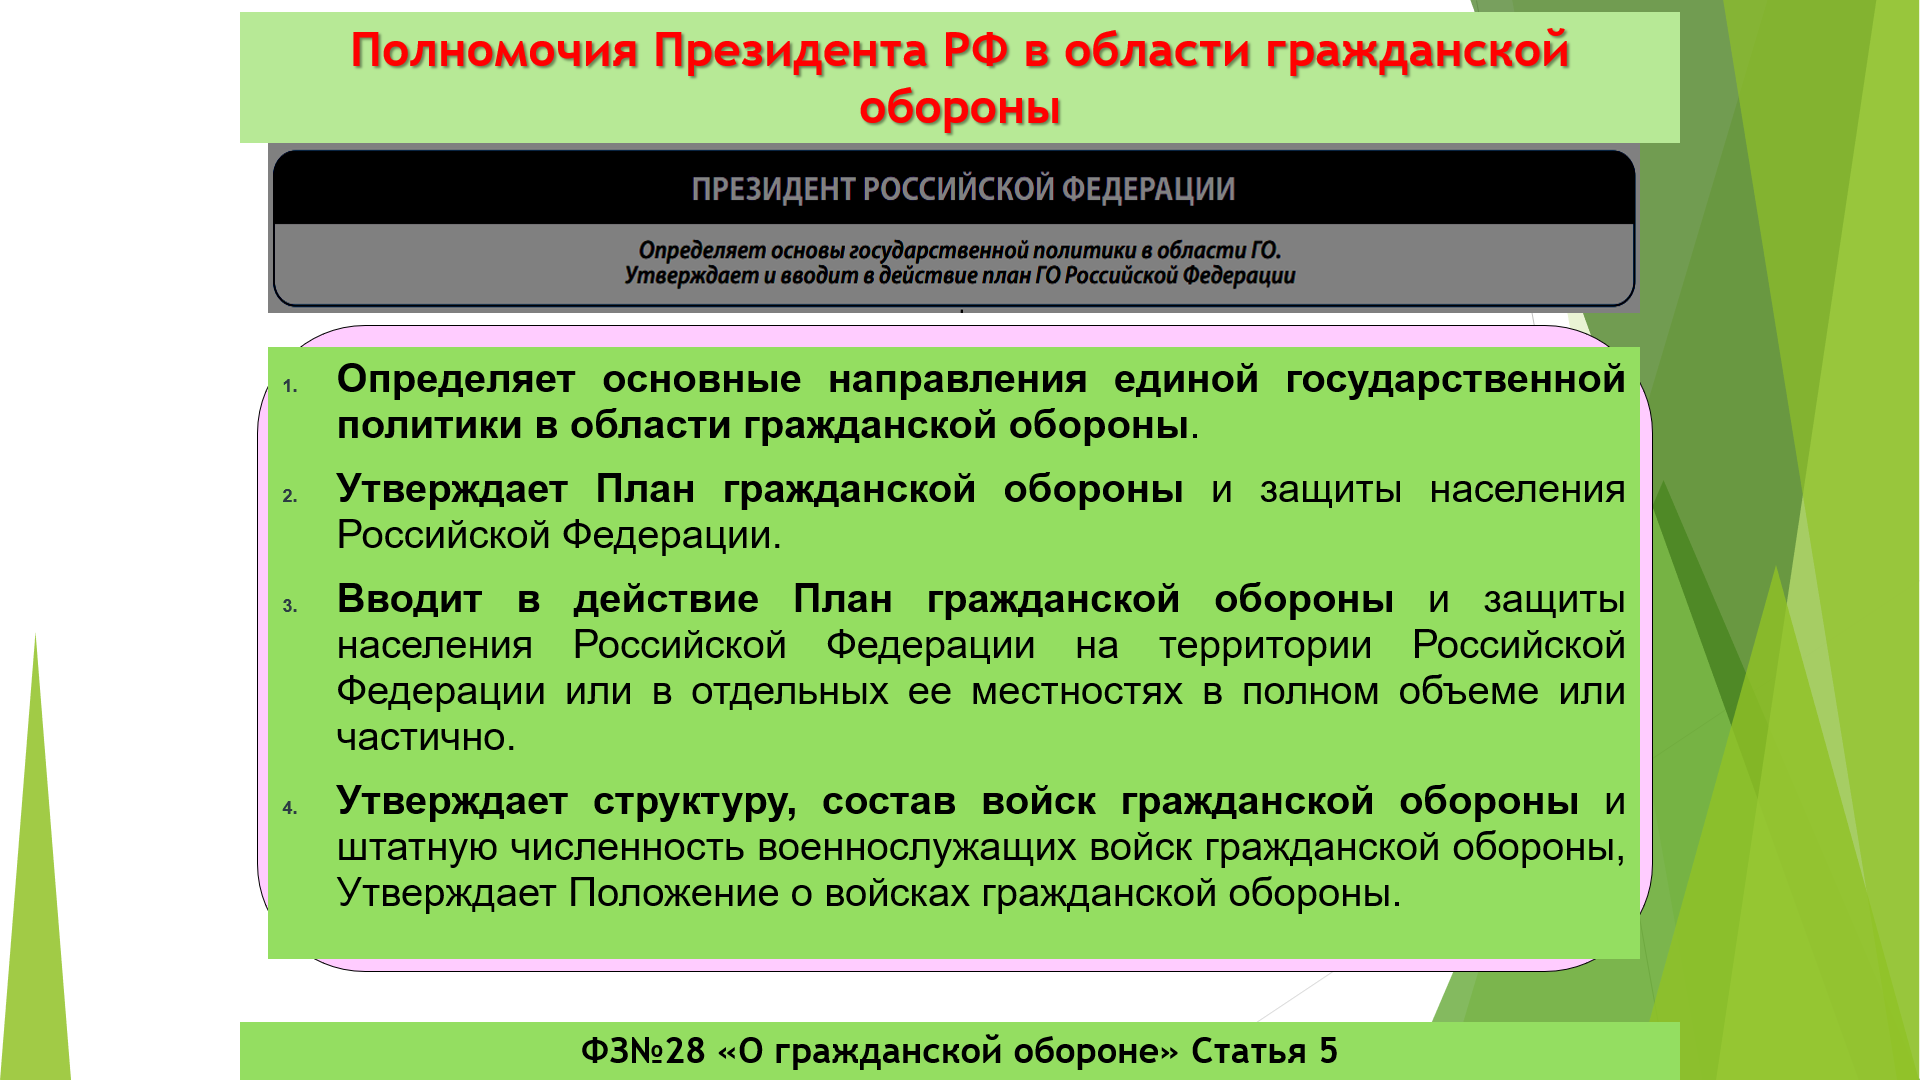 Полномочия Президента РФ в области гражданской
обороны
ПРЕЗИДЕНТ РОССИЙСКОЙ ФЕДЕРАЦИИ
Определяет основы государственной политики в области ГО.
Утверждает и вводит в действие план ГО Российской Федерации
1. Определяет основные направления единой государственной
политики в области гражданской обороны.
2. Утверждает План гражданской обороны и защиты населения
Российской Федерации.
3. Вводит в действие План гражданской обороны и защиты
населения Российской Федерации на территории Российской
Федерации или в отдельных ее местностях в полном объеме или
частично.
4. Утверждает структуру, состав войск гражданской обороны и
штатную численность военнослужащих войск гражданской обороны,
Утверждает Положение о войсках гражданской обороны.
ФЗ№28 «О гражданской обороне» Статья 5